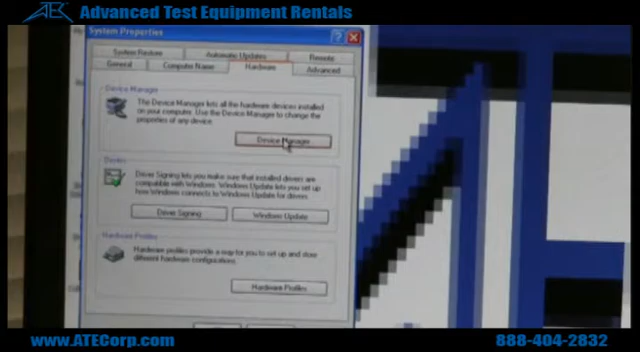 Advanced Test Equipment Rentals
System Properties
System Restore
Automatic Updates
Remote
General
Computer Name
Hardware
Advanced
Device Manager
The Device Manager lists all the hardware devices installed
on your computer. Use the Device Manager to change the
properties of any device.
Device Manager
Drivers
Driver Signing lets you make sure that installed drivers are
compatible with Windows. Windows Update lets you set up
how Windows connects to Windows Update for drivers.
Driver Signing
Windows Update
Hardware Profiles
Hardware profiles provide a way for you to set up and store
different hardware configurations.
Hardware Profiles
www.ATECorp.com
888-404-2832